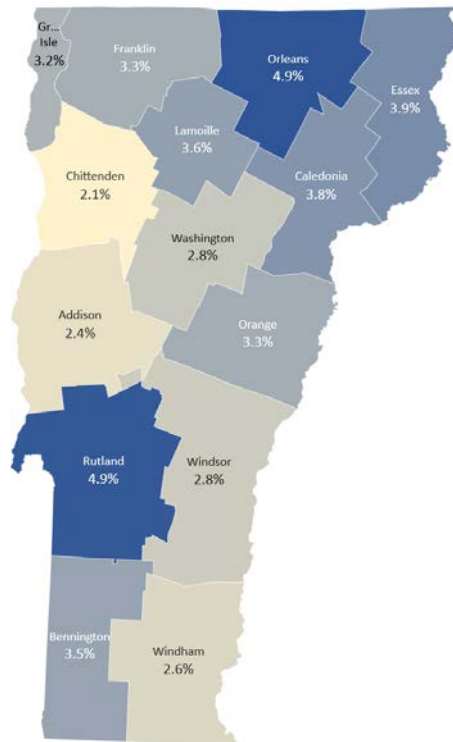 Gr...
Isle
3.2%
Franklin
3.3%
Orleans
4.9%
Essex
3.9%
Lamoille
3.6%
Caledonia
3.8%
Chittenden
2.1%
Washington
2.8%
Addison
2.4%
Orange
3.3%
Rutland
4.9%
Windsor
2.8%
Bennington
3.5%
Windham
2.6%